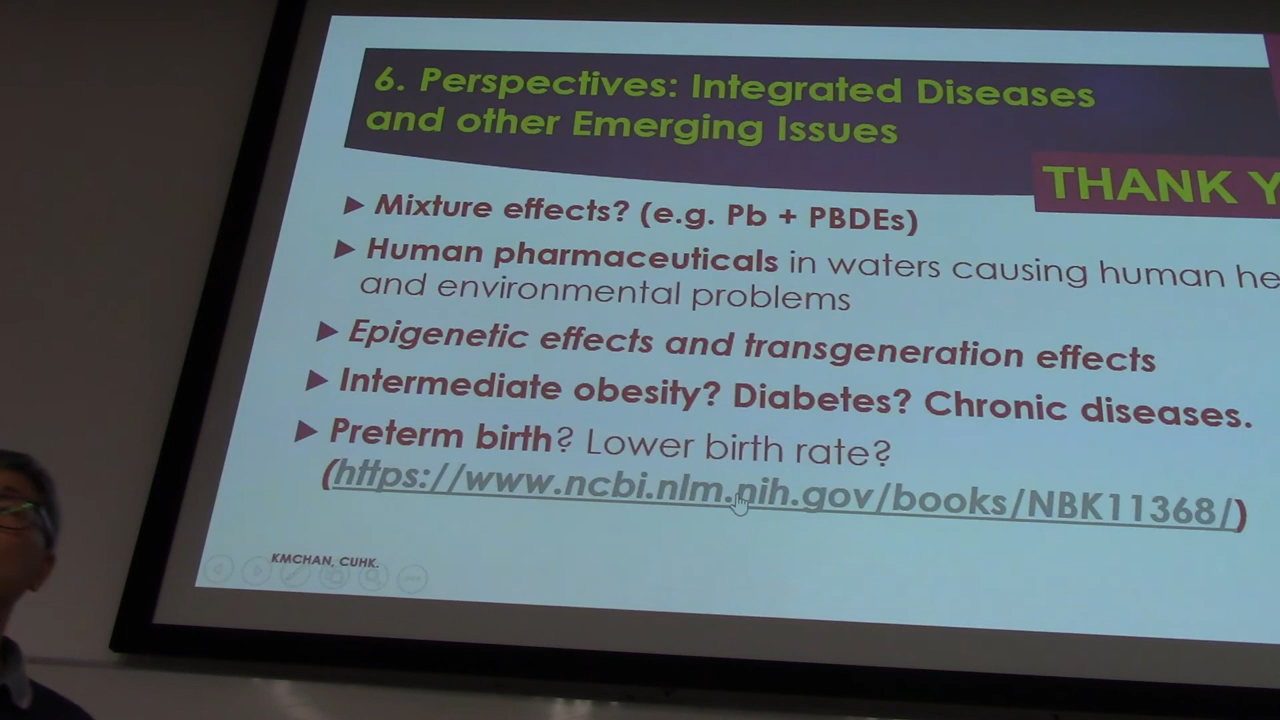 6. Perspectives: Integrated Diseases
and other Emerging Issues
THANK
Mixture effects? (e.g. Pb + PBDEs)
Human pharmaceuticals in waters causing human
and environmental problems
Epigenetic effects and transgeneration effects
Intermediate obesity? Diabetes? Chronic diseases.
Preterm birth? Lower birth rate?
(https://www.ncbi.nlm.nih.gov/books/NBK11368/)
KMCHAN, CUHK.